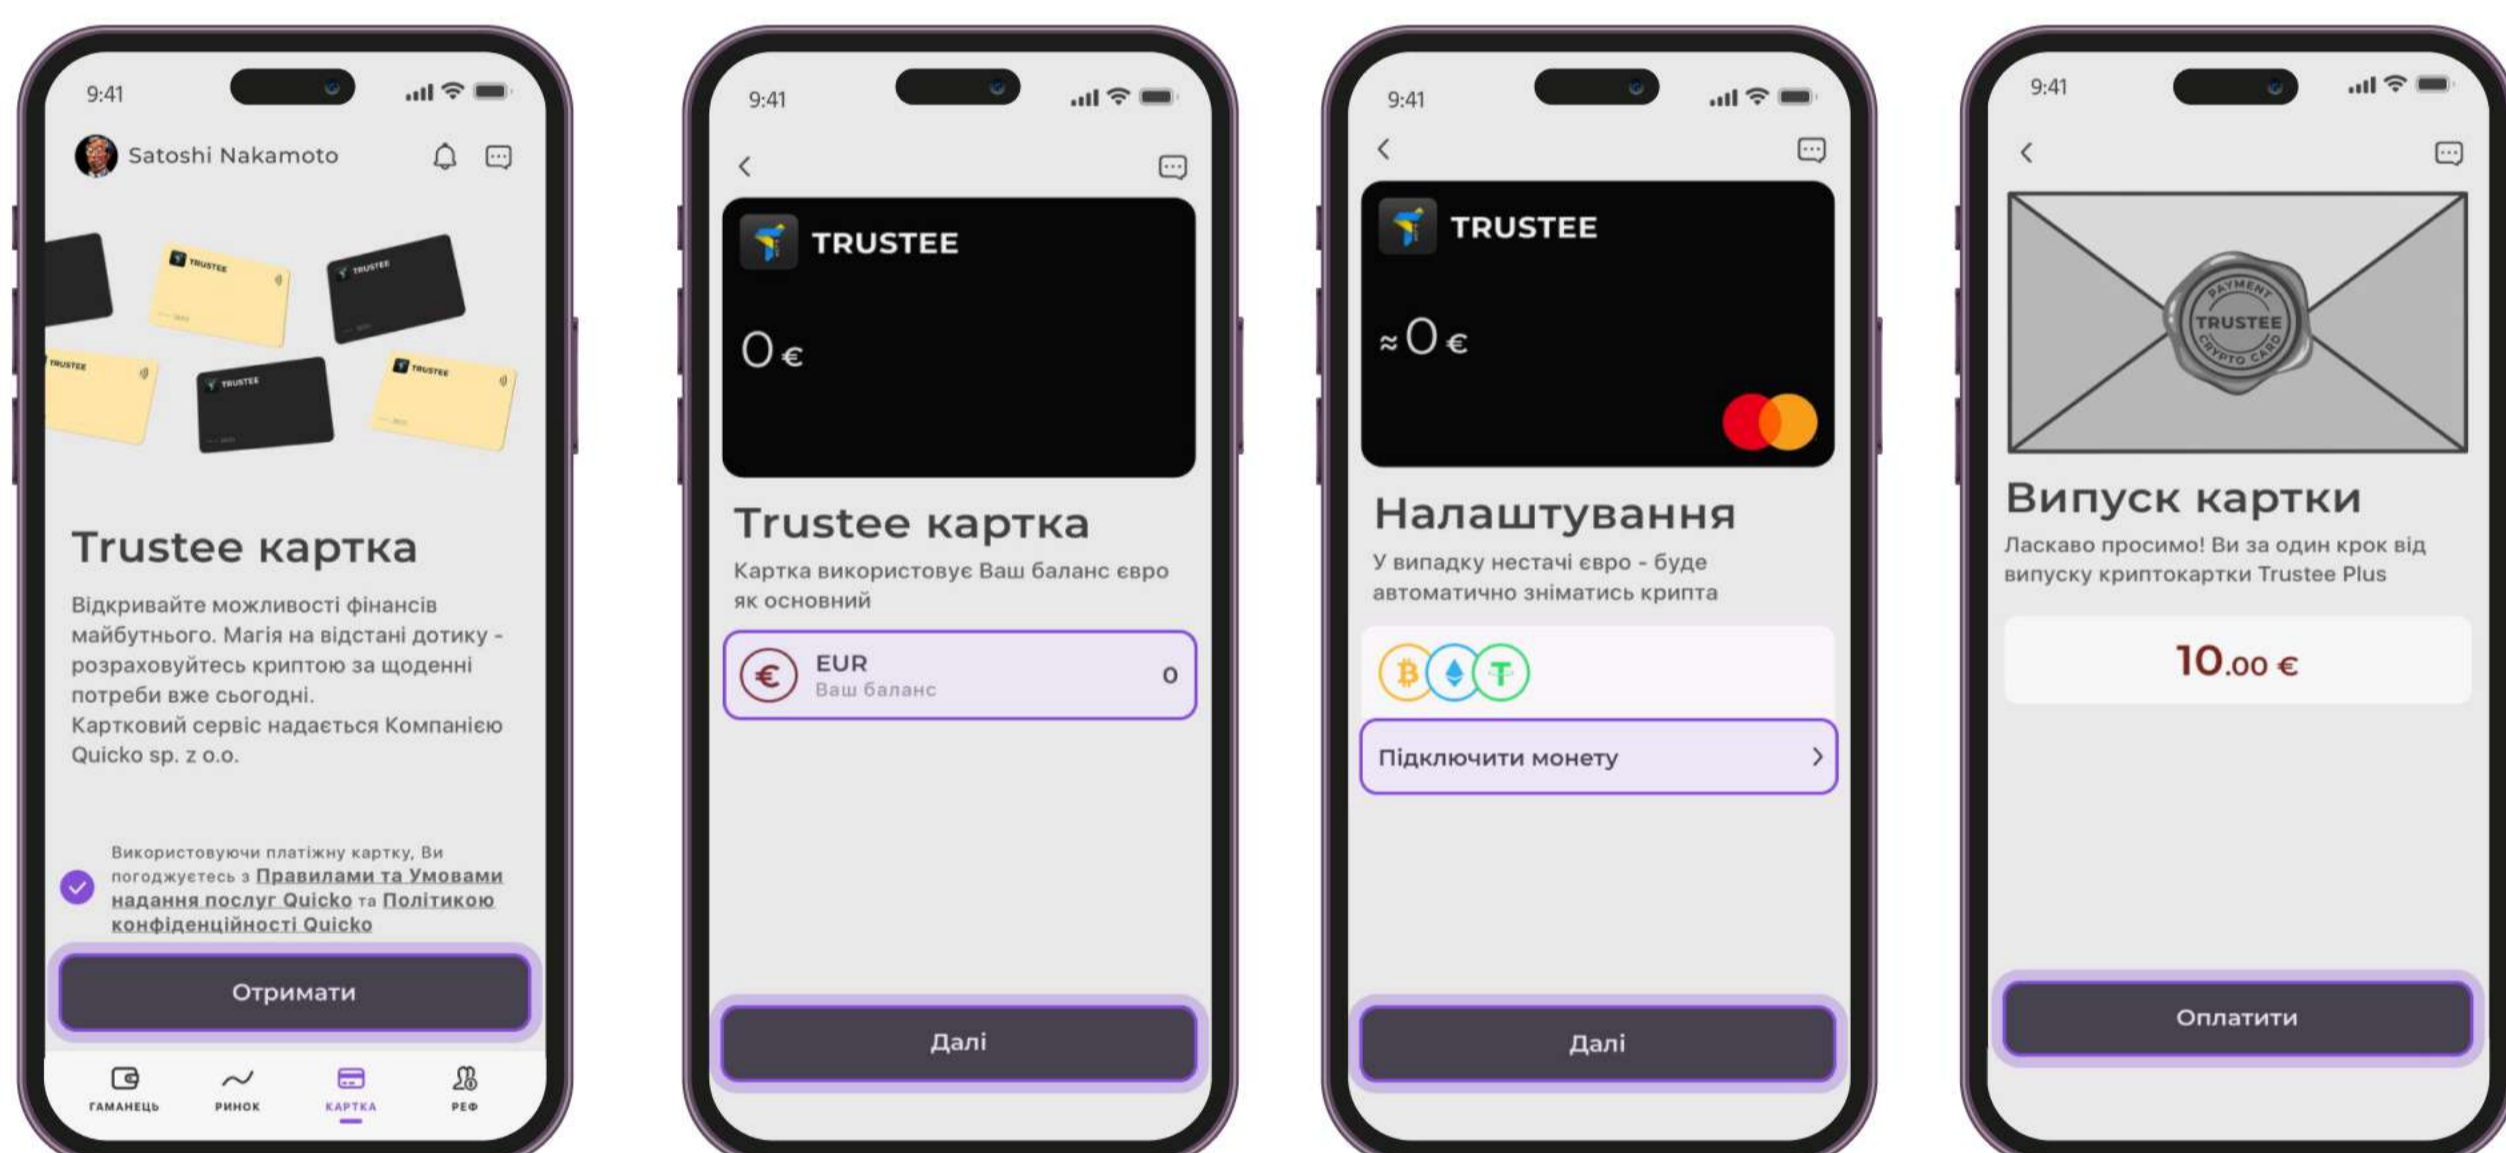 9:41
Satoshi Nakamoto
TRUSTEE
TRUSTEE
TRUSTEE
TRUSTEE
TRUSTEE
Trustee картка
Відкривайте можливості фінансів
майбутнього. Магія на відстані дотику -
розраховуйтесь криптою за щоденні
потреби вже сьогодні.
Картковий сервіс надається Компанією
Quicko sp. z o.o.
Використовуючи платіжну картку, Ви
погоджуєтесь з Правилами та Умовами
надання послуг Quicko та Політикою
конфіденційності Quicko
Отримати
ГАМАНЕЦЬ
РИНОК
КАРТКА
РЕФ
9:41
TRUSTEE
0 €
Trustee картка
Картка використовує Ваш баланс євро
як основний
EUR
Ваш баланс
0
Далі
9:41
TRUSTEE
≈0 €
Налаштування
У випадку нестачі євро - буде
автоматично зніматись крипта
Підключити монету
Далі
9:41
PAYMENT
TRUSTEE
CRYPTO CARD
Випуск картки
Ласкаво просимо! Ви за один крок від
випуску криптокартки Trustee Plus
10.00 €
Оплатити